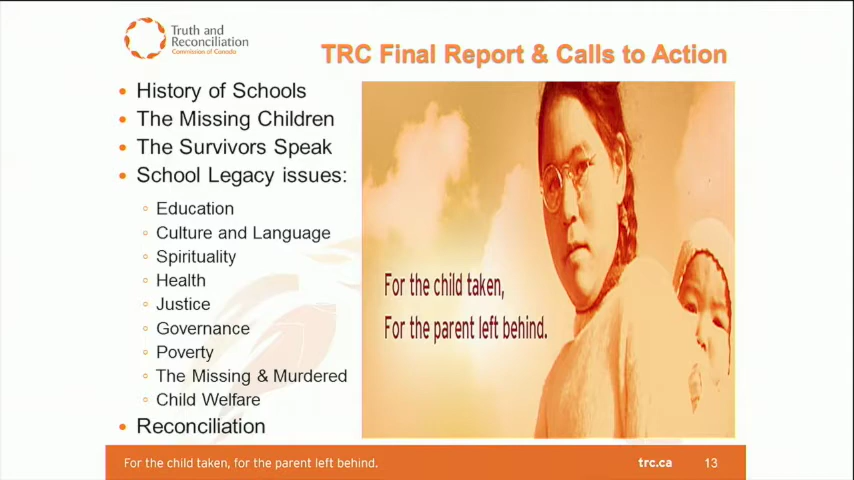 Truth and
Reconciliation
Commission of Canada
TRC Final Report & Calls to Action
• History of Schools
• The Missing Children
• The Survivors Speak
• School Legacy issues:
◦ Education
◦ Culture and Language
◦ Spirituality
◦ Health
◦ Justice
◦ Governance
◦ Poverty
◦ The Missing & Murdered
◦ Child Welfare
• Reconciliation
For the child taken,
For the parent left behind.
For the child taken, for the parent left behind.
trc.ca 13